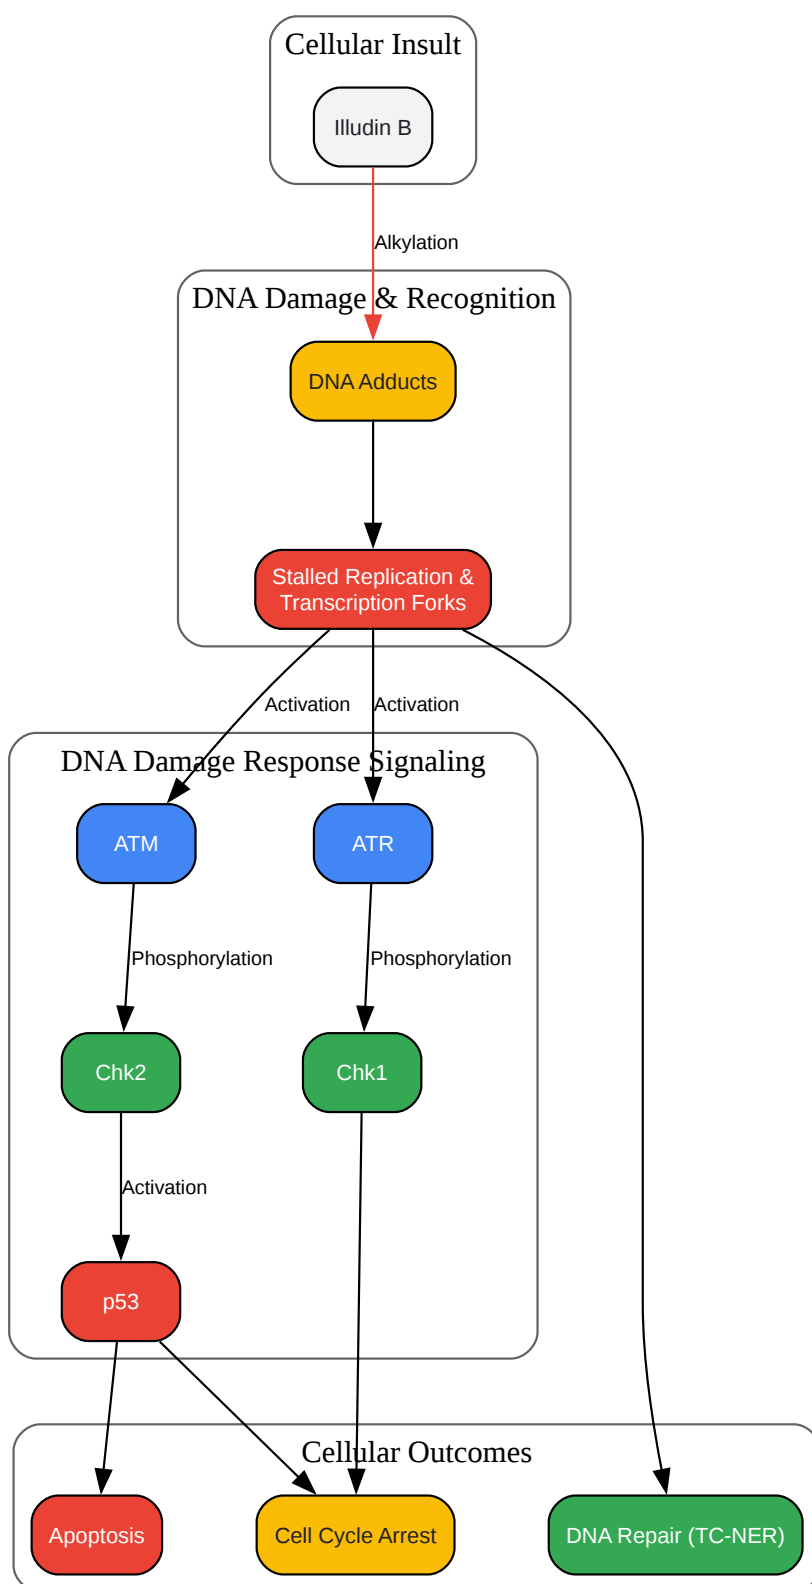 Cellular Insult
Illudin B
Alkylation
DNA Damage & Recognition
DNA Adducts
Stalled Replication &
Transcription Forks
Activation
Activation
DNA Damage Response Signaling
ATM
ATR
Phosphorylation
Phosphorylation
Chk2
Chk1
Activation
p53
Cellular Outcomes
Apoptosis
Cell Cycle Arrest
DNA Repair (TC-NER)